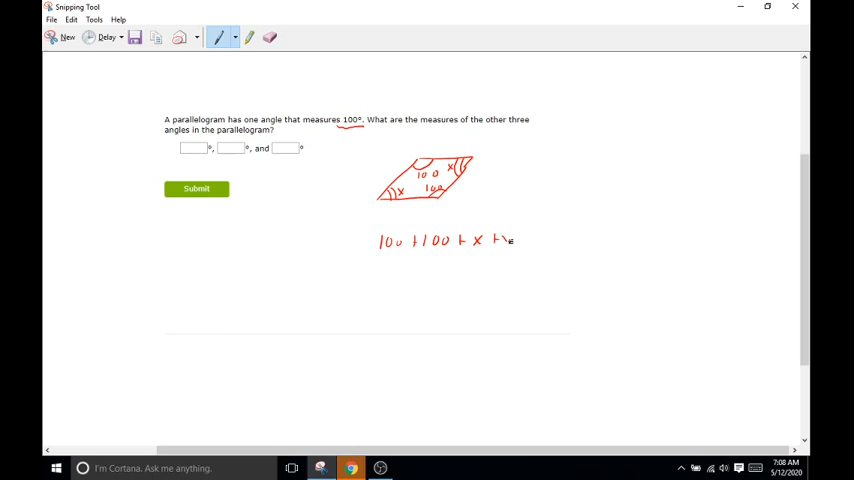 Snipping Tool
File Edit Tools Help
New Delay
A parallelogram has one angle that measures 100°. What are the measures of the other three
angles in the parallelogram?
°, °, and °
Submit
100 x
x 100
100 + 100 + x +
I'm Cortana. Ask me anything.
7:08 AM
5/12/2020